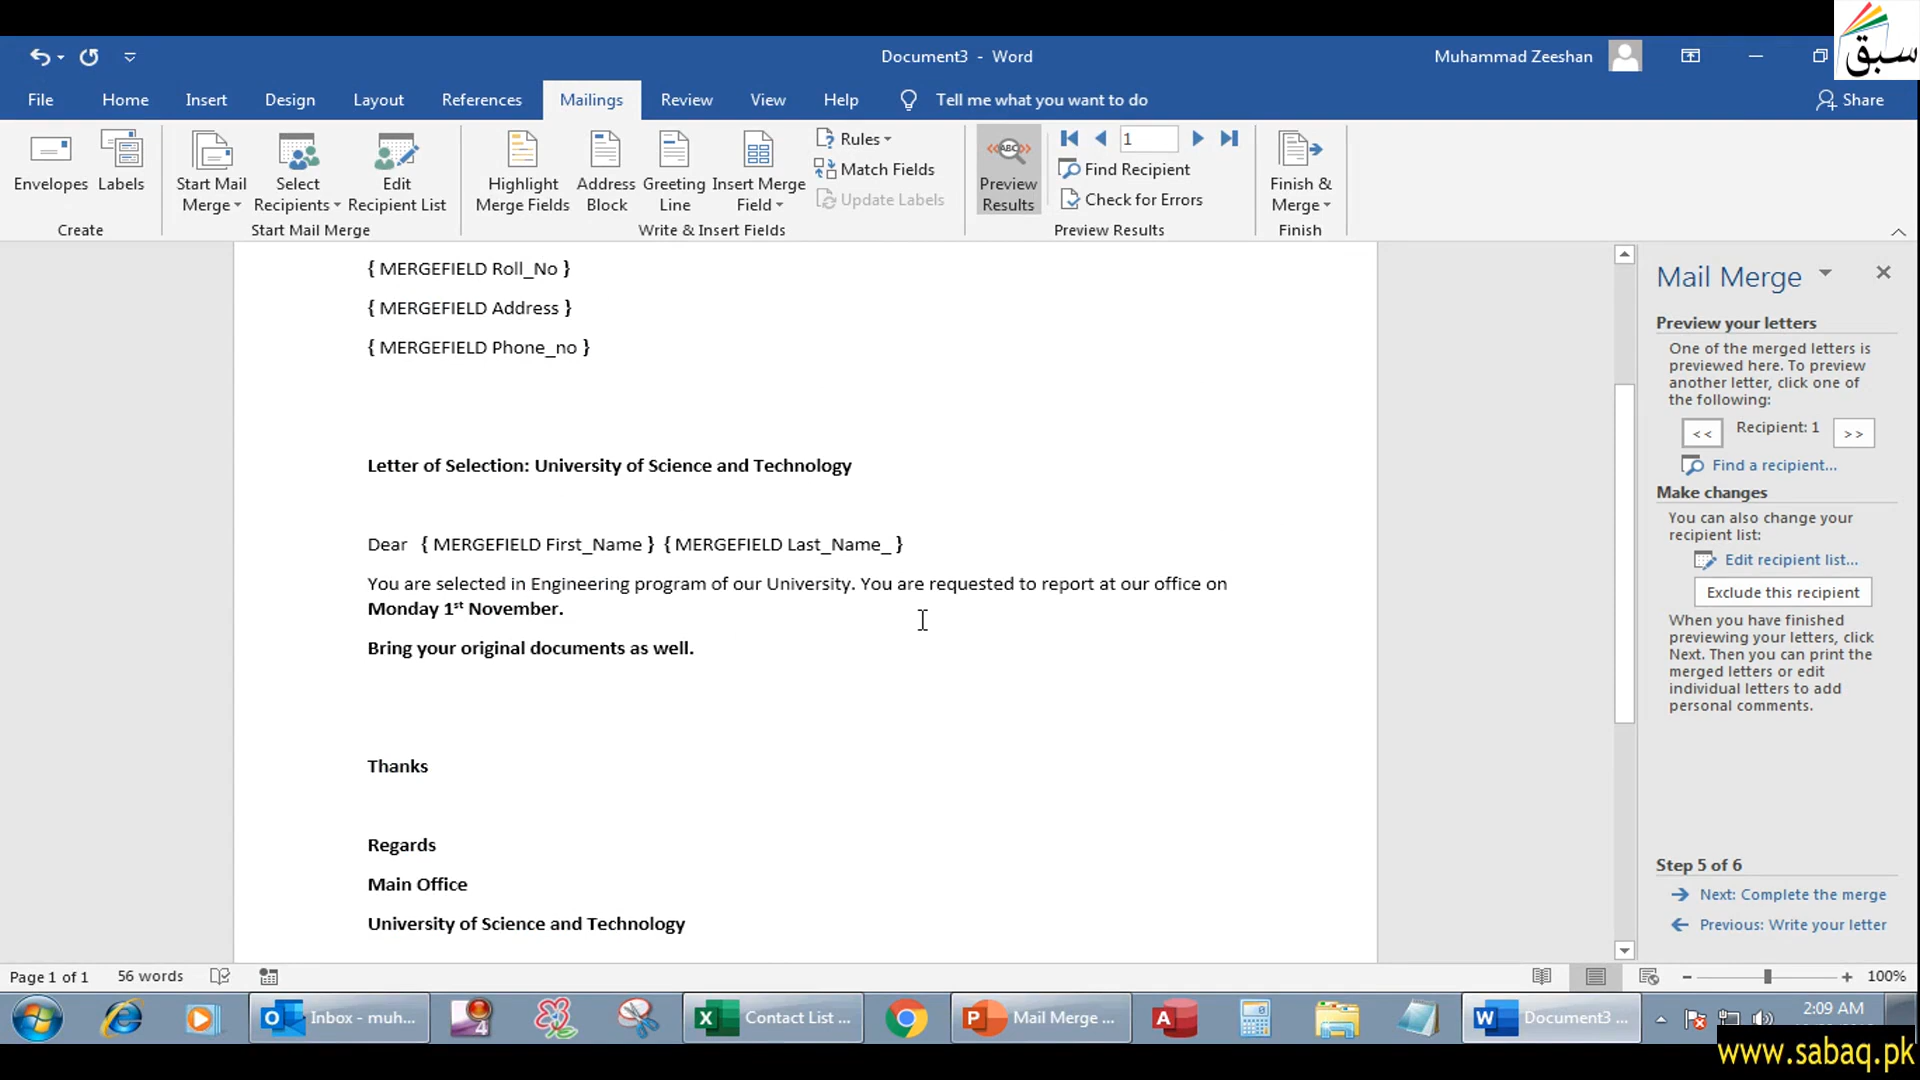 سبق
Document3 - Word
Muhammad Zeeshan
File
Home
Insert
Design
Layout
References
Mailings
Review
View
Help
Tell me what you want to do
Share
Envelopes
Labels
Start Mail
Merge
Select
Recipients
Edit
Recipient List
Highlight
Merge Fields
Address
Block
Greeting
Line
Insert Merge
Field
Rules
Match Fields
Update Labels
ABC
Preview
Results
1
Find Recipient
Check for Errors
Finish &
Merge
Create
Start Mail Merge
Write & Insert Fields
Preview Results
Finish
{ MERGEFIELD Roll_No }
{ MERGEFIELD Address }
{ MERGEFIELD Phone_no }
Letter of Selection: University of Science and Technology
Dear { MERGEFIELD First_Name } { MERGEFIELD Last_Name_ }
You are selected in Engineering program of our University. You are requested to report at our office on
Monday 1st November.
Bring your original documents as well.
Thanks
Regards
Main Office
University of Science and Technology
Mail Merge
Preview your letters
One of the merged letters is
previewed here. To preview
another letter, click one of
the following:
<< Recipient: 1 >>
Find a recipient...
Make changes
You can also change your
recipient list:
Edit recipient list...
Exclude this recipient
When you have finished
previewing your letters, click
Next. Then you can print the
merged letters or edit
individual letters to add
personal comments.
Step 5 of 6
Next: Complete the merge
Previous: Write your letter
Page 1 of 1
56 words
100%
Inbox - muh...
4
Contact List ...
Mail Merge ...
Document3 ...
2:09 AM
www.sabaq.pk